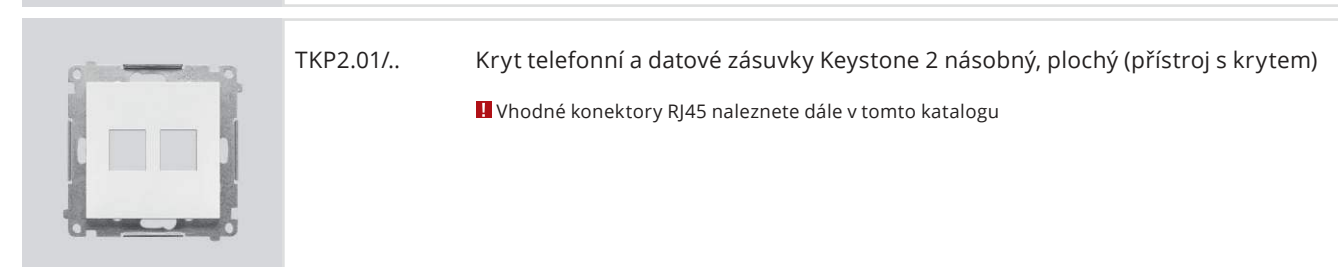 TKP2.01/.. Kryt telefonní a datové zásuvky Keystone 2 násobný, plochý (přístroj s krytem)
! Vhodné konektory RJ45 naleznete dále v tomto katalogu